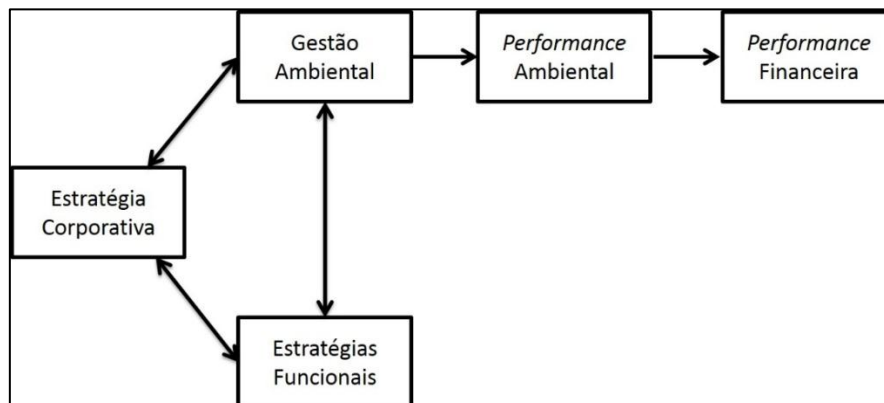 Gestão
Ambiental
Performance
Ambiental
Performance
Financeira
Estratégia
Corporativa
Estratégias
Funcionais